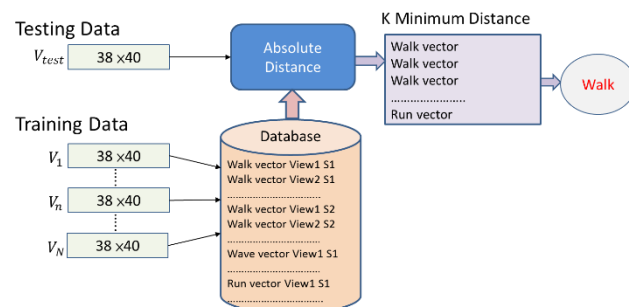 Testing Data
V_test 38 ×40
Absolute
Distance
K Minimum Distance
Walk vector
Walk vector
Walk vector
........................
Run vector
Walk
Training Data
V_1 38 ×40
V_n 38 ×40
V_N 38 ×40
Database
Walk vector View1 S1
Walk vector View2 S1
................................
Walk vector View1 S2
Walk vector View2 S2
................................
Wave vector View1 S1
................................
Run vector View1 S1
................................